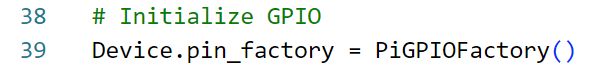 38 # Initialize GPIO
39 Device.pin_factory = PiGPIOFactory()